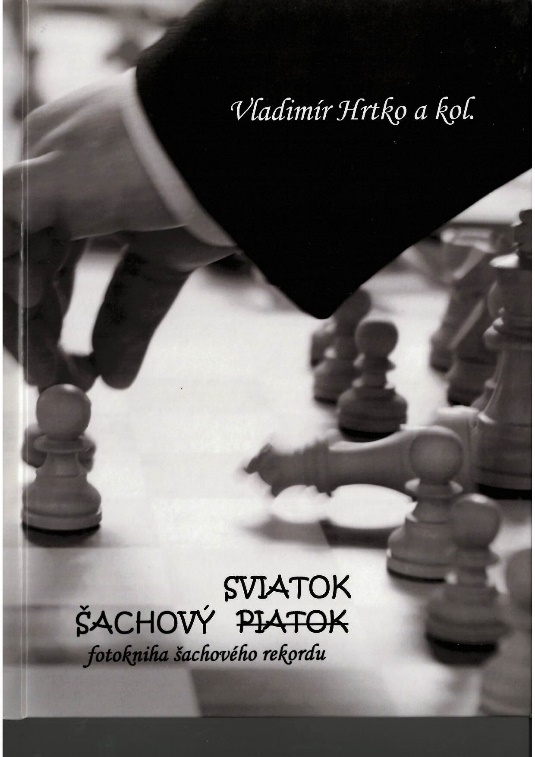 Vladimír Hrtko a kol.
SVIATOK
ŠACHOVÝ PIATOK
fotokniha šachového rekordu